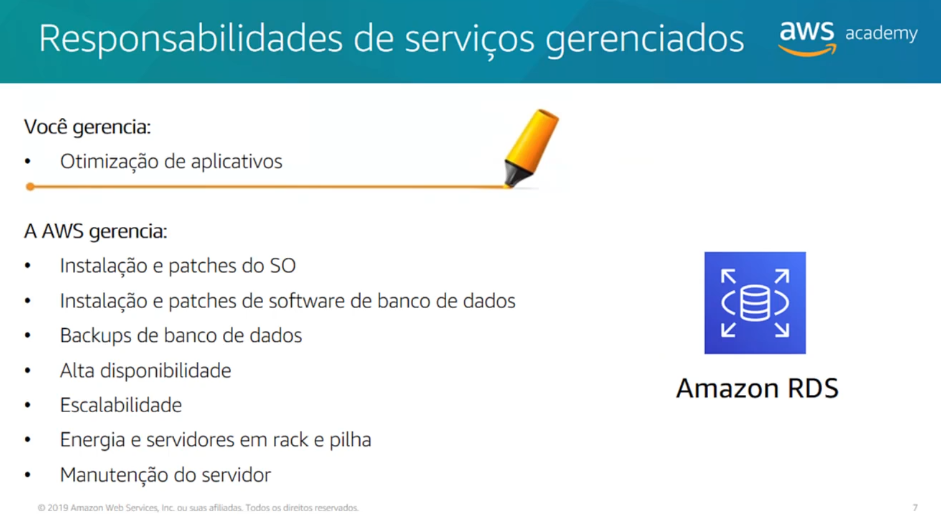 Responsabilidades de serviços gerenciados
aws academy
Você gerencia:
• Otimização de aplicativos
A AWS gerencia:
• Instalação e patches do SO
• Instalação e patches de software de banco de dados
• Backups de banco de dados
• Alta disponibilidade
• Escalabilidade
• Energia e servidores em rack e pilha
• Manutenção do servidor
Amazon RDS
© 2019 Amazon Web Services, Inc. ou suas afiliadas. Todos os direitos reservados.
7